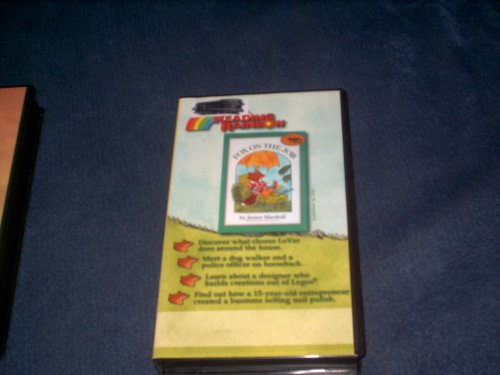 READING
RAINBOW
FOX ON THE JOB
by James Marshall
Discover what chores LeVar
does around the house.
Meet a dog walker and a
police officer on horseback.
Learn about a designer who
builds creations out of Legos®.
Find out how a 15-year-old entrepreneur
created a business selling nail polish.